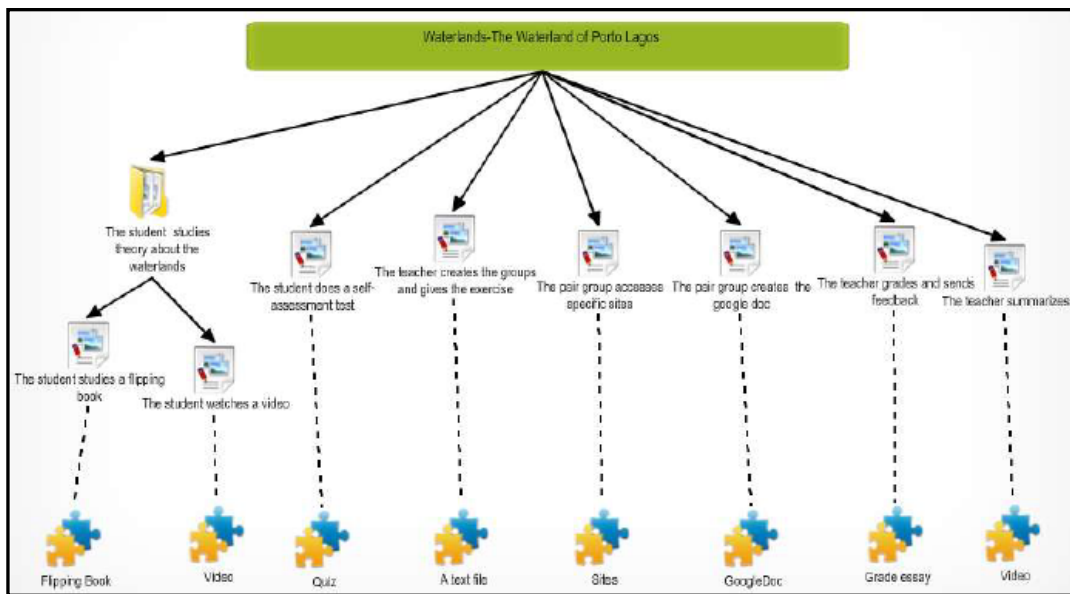 Waterlands-The Waterland of Porto Lagos
The student studies
theory about the
waterlands
The student does a self-
assessment test
The teacher creates the groups
and gives the exercise
The pair group accesses
specific sites
The pair group creates the
google doc
The teacher grades and sends
feedback
The teacher summarizes
The student studies a flipping
book
The student watches a video
Flipping Book
Video
Quiz
A text file
Sites
GoogleDoc
Grade essay
Video